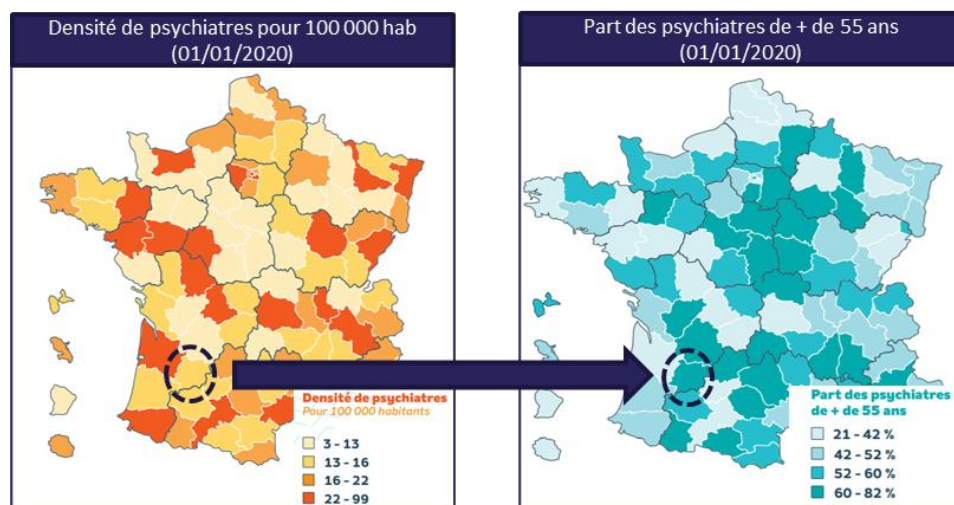 Densité de psychiatres pour 100 000 hab
(01/01/2020)
Densité de psychiatres
Pour 100 000 habitants
3 - 13
13 - 16
16 - 22
22 - 99
Part des psychiatres de + de 55 ans
(01/01/2020)
Part des psychiatres
de + de 55 ans
21 - 42 %
42 - 52 %
52 - 60 %
60 - 82 %